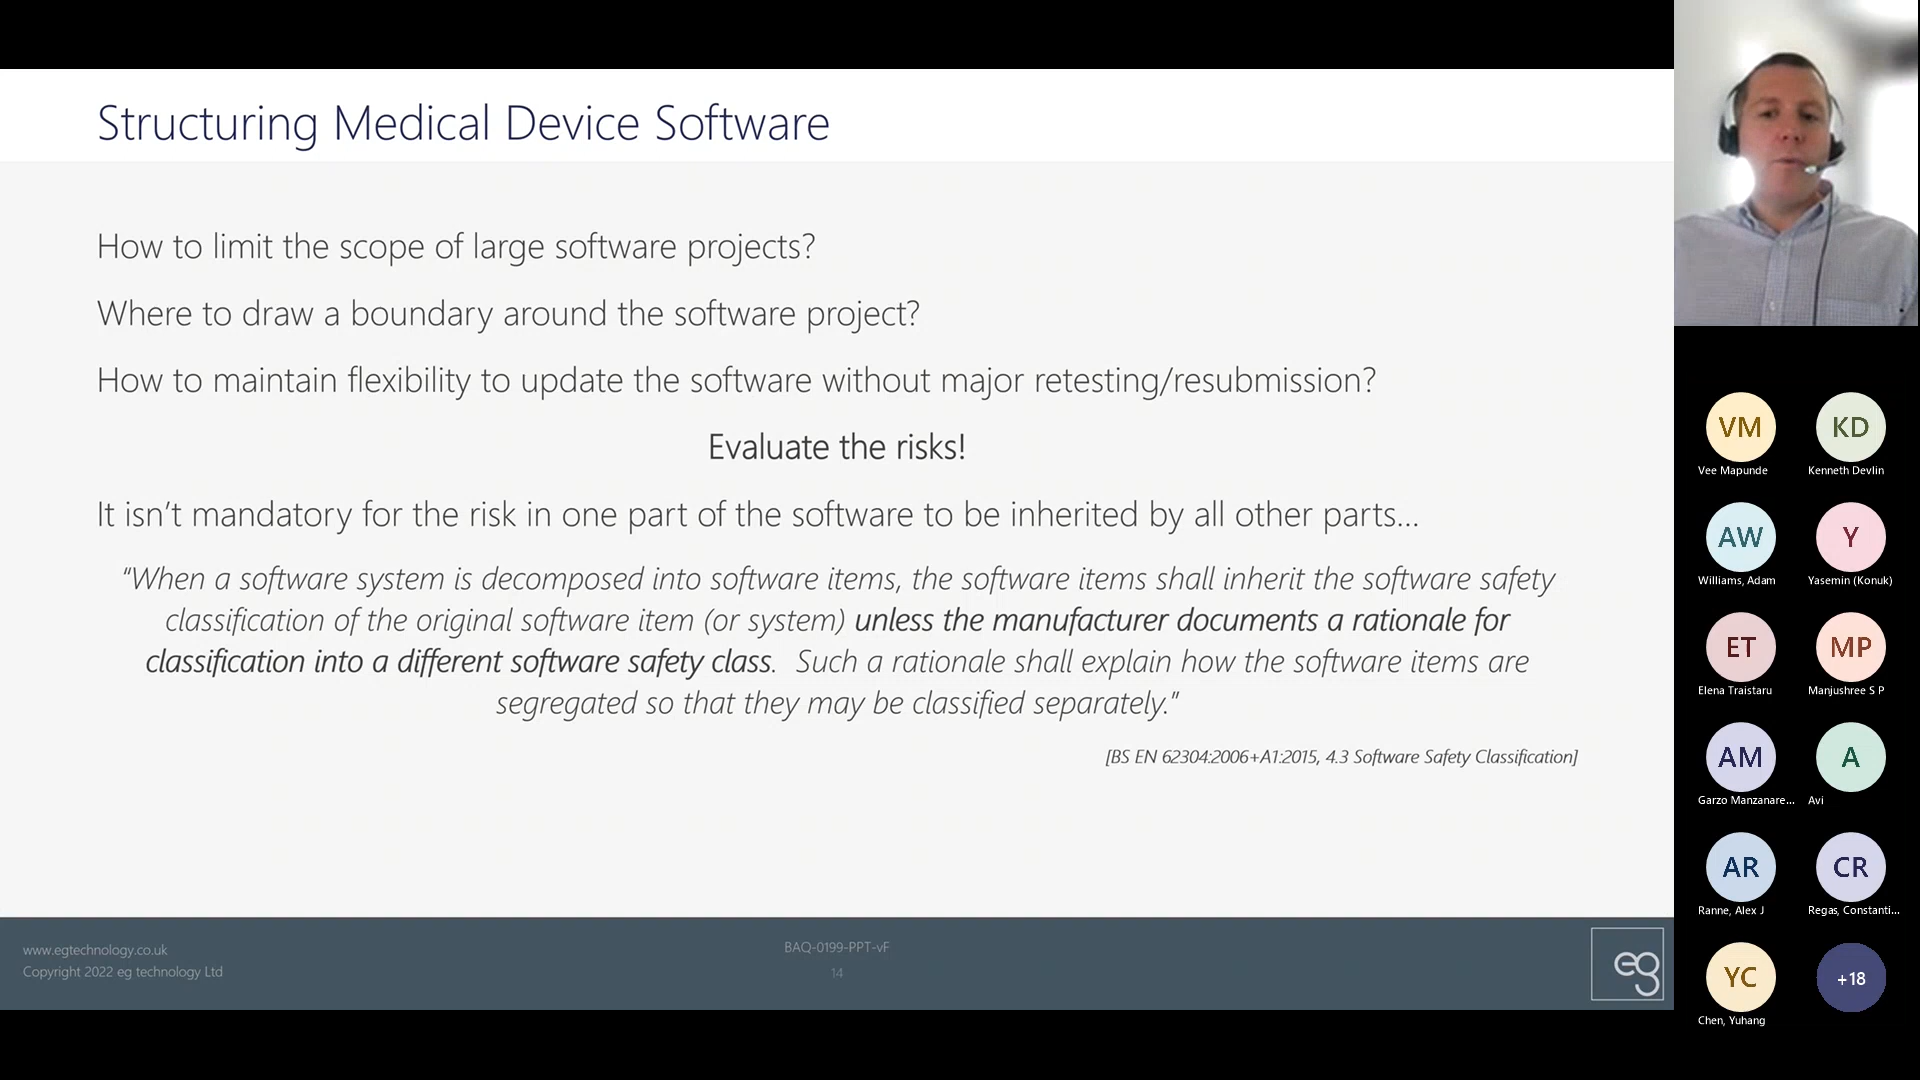 Structuring Medical Device Software
How to limit the scope of large software projects?
Where to draw a boundary around the software project?
How to maintain flexibility to update the software without major retesting/resubmission?
Evaluate the risks!
It isn’t mandatory for the risk in one part of the software to be inherited by all other parts…
“When a software system is decomposed into software items, the software items shall inherit the software safety
classification of the original software item (or system) unless the manufacturer documents a rationale for
classification into a different software safety class.  Such a rationale shall explain how the software items are
segregated so that they may be classified separately.”
[BS EN 62304:2006+A1:2015, 4.3 Software Safety Classification]
www.egtechnology.co.uk
Copyright 2022 eg technology Ltd
BAQ-0199-PPT-vF
14
eg
VM
Vee Mapunde
KD
Kenneth Devlin
AW
Williams, Adam
Y
Yasemin (Konuk)
ET
Elena Traistaru
MP
Manjushree S P
AM
Garzo Manzanare...
A
Avi
AR
Ranne, Alex J
CR
Regas, Constanti...
YC
Chen, Yuhang
+18